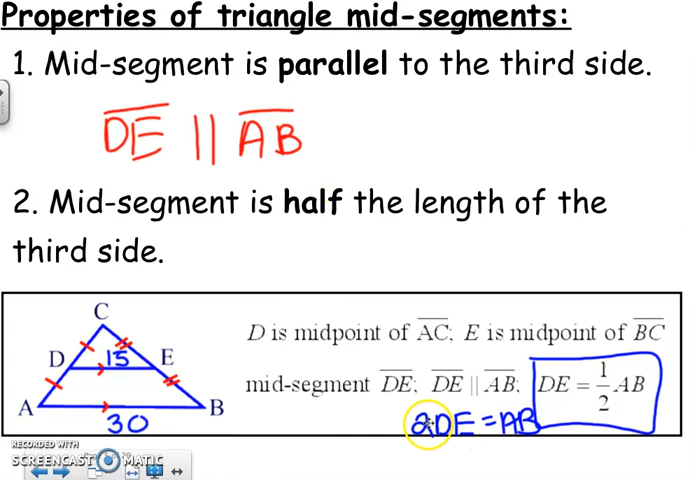 Properties of triangle mid-segments:
1. Mid-segment is parallel to the third side.
DE || AB
2. Mid-segment is half the length of the
third side.
C
D 15 E
A B
30
D is midpoint of AC; E is midpoint of BC
mid-segment DE; DE || AB; DE = 1/2 AB
2DE = AB
RECORDED WITH
SCREENCAST MATIC